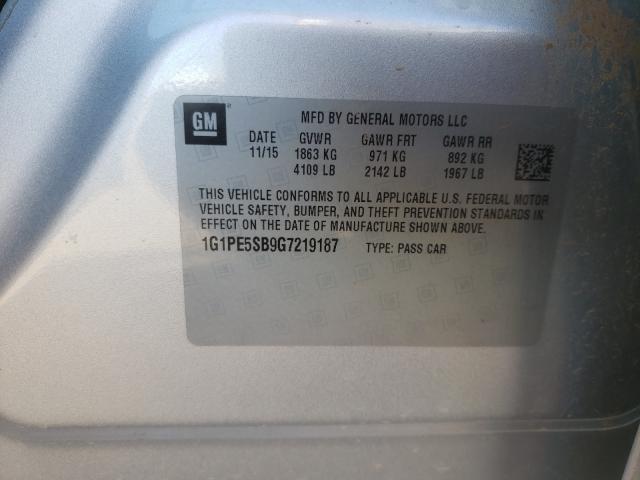 GM
MFD BY GENERAL MOTORS LLC
DATE GVWR GAWR FRT GAWR RR
11/15 1863 KG 971 KG 892 KG
4109 LB 2142 LB 1967 LB
THIS VEHICLE CONFORMS TO ALL APPLICABLE U.S. FEDERAL MOTOR
VEHICLE SAFETY, BUMPER, AND THEFT PREVENTION STANDARDS IN
EFFECT ON THE DATE OF MANUFACTURE SHOWN ABOVE.
1G1PE5SB9G7219187 TYPE: PASS CAR